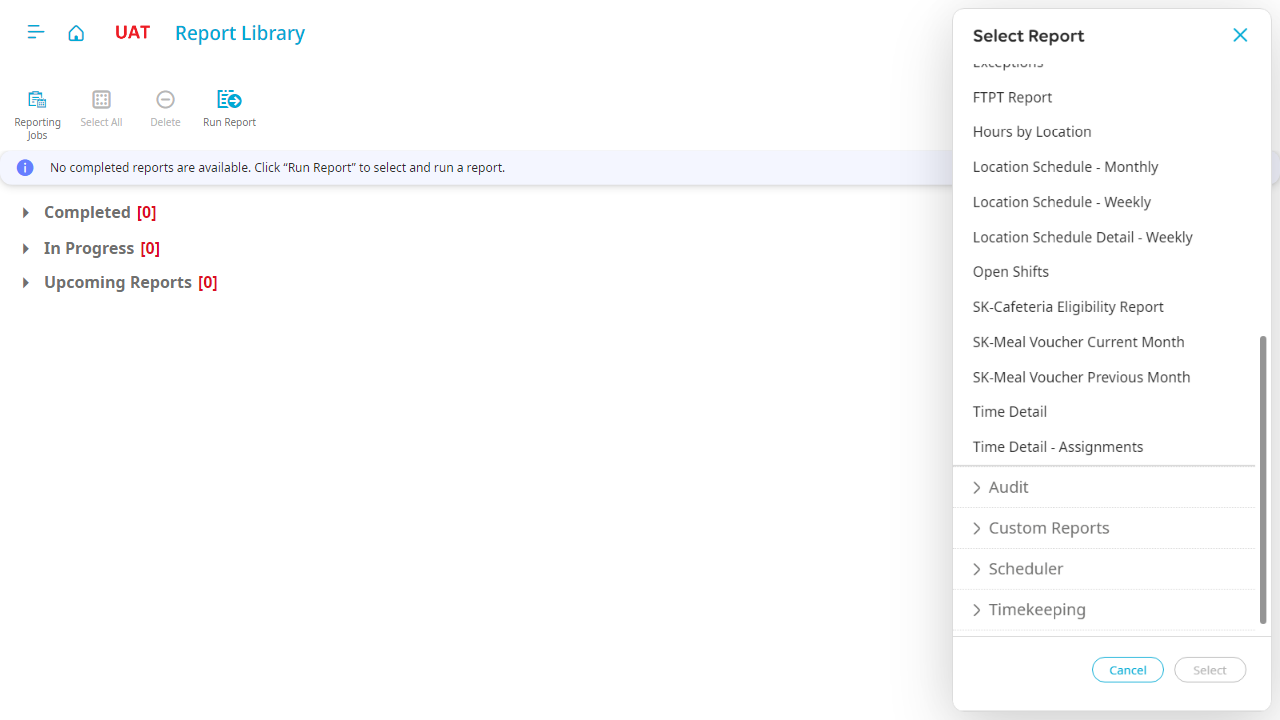 UAT
Report Library
Reporting Jobs
Select All
Delete
Run Report
No completed reports are available. Click “Run Report” to select and run a report.
Completed [0]
In Progress [0]
Upcoming Reports [0]
Select Report
Exceptions
FTPT Report
Hours by Location
Location Schedule - Monthly
Location Schedule - Weekly
Location Schedule Detail - Weekly
Open Shifts
SK-Cafeteria Eligibility Report
SK-Meal Voucher Current Month
SK-Meal Voucher Previous Month
Time Detail
Time Detail - Assignments
Audit
Custom Reports
Scheduler
Timekeeping
Cancel
Select